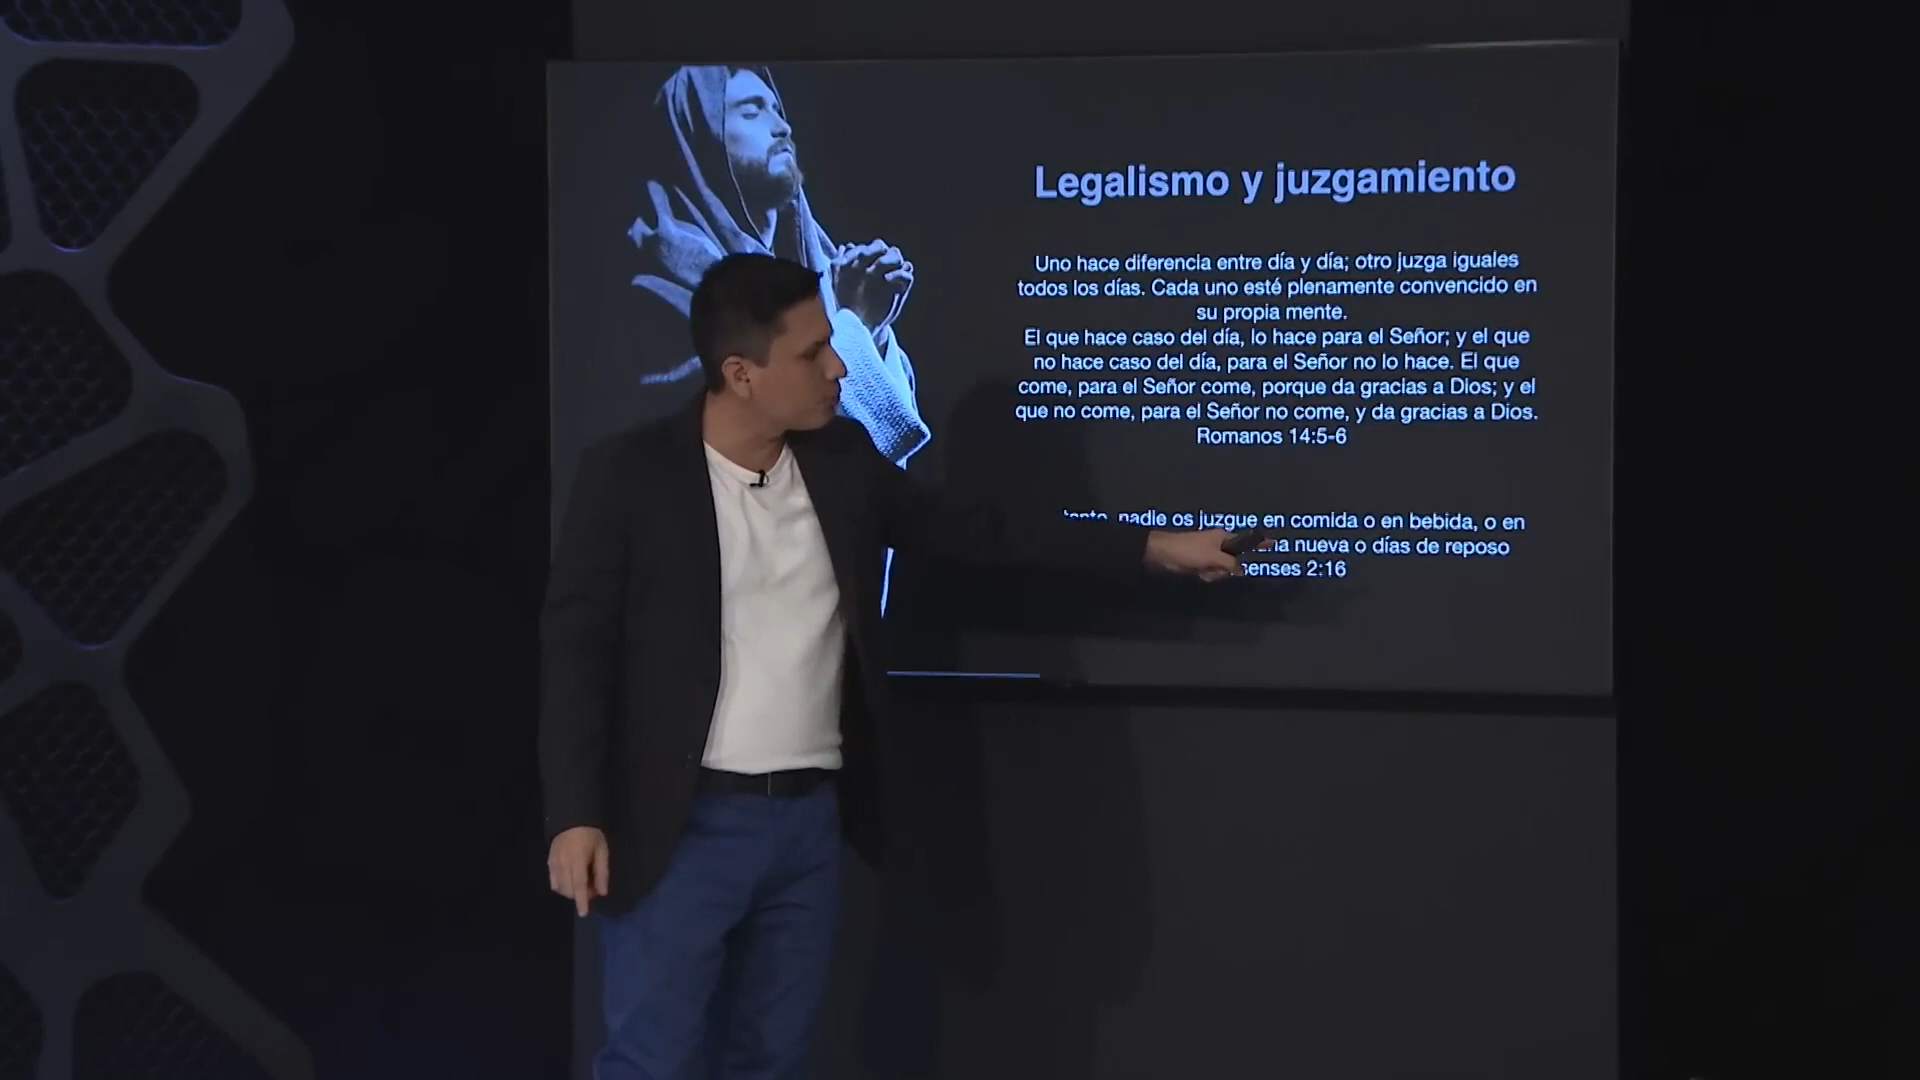 Legalismo y juzgamiento
Uno hace diferencia entre día y día; otro juzga iguales
todos los días. Cada uno esté plenamente convencido en
su propia mente.
El que hace caso del día, lo hace para el Señor; y el que
no hace caso del día, para el Señor no lo hace. El que
come, para el Señor come, porque da gracias a Dios; y el
que no come, para el Señor no come, y da gracias a Dios.
Romanos 14:5-6
nadie os juzgue en comida o en bebida, o en
nueva o días de reposo
2:16